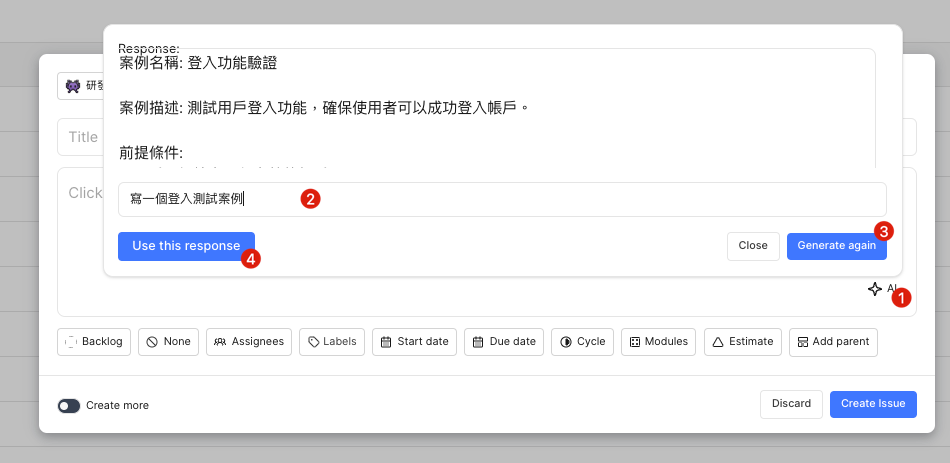 Response:
案例名稱: 登入功能驗證
案例描述: 測試用戶登入功能，確保使用者可以成功登入帳戶。
前提條件:
研發
Title
Click
寫一個登入測試案例
2
3
Use this response
4
Close
Generate again
AI
1
Backlog
None
Assignees
Labels
Start date
Due date
Cycle
Modules
Estimate
Add parent
Create more
Discard
Create Issue